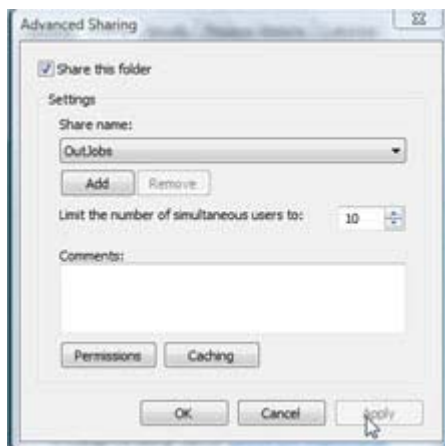 Advanced Sharing
Share this folder
Settings
Share name:
OutJobs
Add Remove
Limit the number of simultaneous users to: 10
Comments:
Permissions Caching
OK Cancel Apply